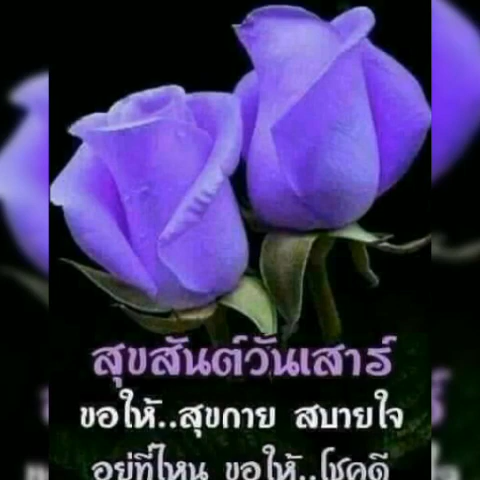 สุขสันต์วันเสาร์
ขอให้..สุขกาย สบายใจ
อยู่ที่ไหน ขอให้..โชคดี